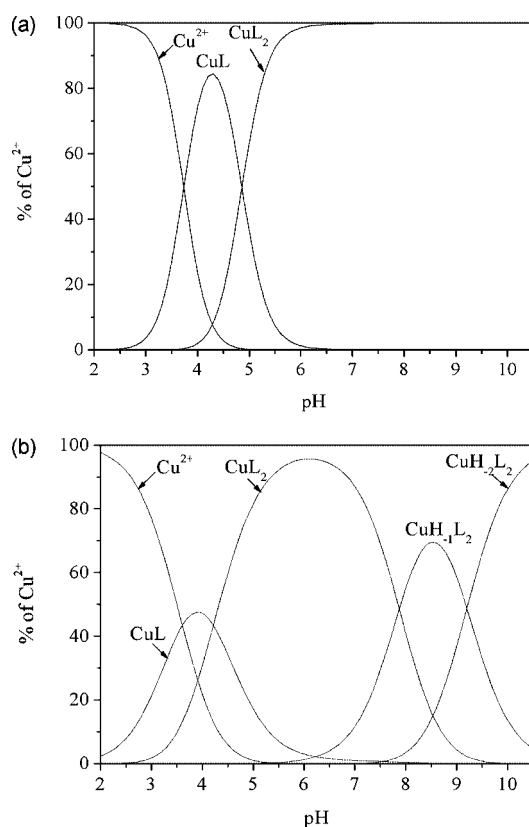 (a)
100
80
60
40
20
0
% of Cu²⁺
Cu²⁺
CuL
CuL₂
2 3 4 5 6 7 8 9 10
pH
(b)
100
80
60
40
20
0
% of Cu²⁺
Cu²⁺
CuL₂
CuH₋₂L₂
CuH₋₁L₂
CuL
2 3 4 5 6 7 8 9 10
pH